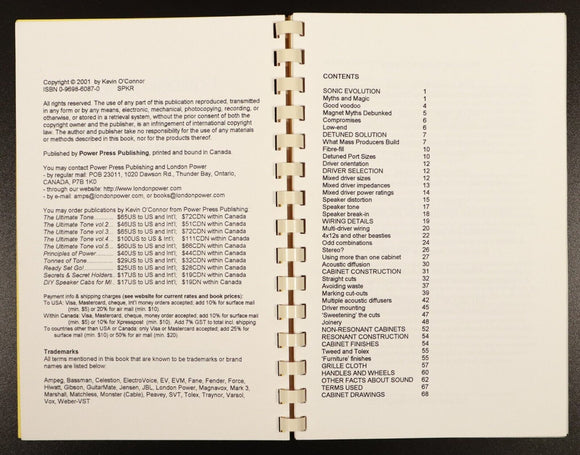 Copyright © 2001 by Kevin O'Connor
ISBN 0-9698-6087-0 SPKR
All rights reserved. The use of any part of this publication reproduced, transmitted
in any form or by any means, electronic, mechanical, photocopying, recording, or
otherwise, or stored in a retrieval system, without the prior consent of both the
copyright owner and the publisher, is an infringement of international copyright
law. The author and publisher take no responsibility for the use of any materials
or methods described in this book, nor for the products thereof.
Published by Power Press Publishing, printed and bound in Canada.
You may contact Power Press Publishing and London Power
- by regular mail: POB 23011, 1020 Dawson Rd., Thunder Bay, Ontario,
CANADA, P7B 1K0
- through our website: http://www.londonpower.com
- by e-mail: amps@londonpower.com, or books@londonpower.com
You may order publications by Kevin O'Connor from Power Press Publishing:
The Ultimate Tone............ $65US to US and Int'l; $72CDN within Canada
The Ultimate Tone vol.2.... $46US to US and Int'l; $51CDN within Canada
The Ultimate Tone vol.3.... $65US to US and Int'l; $72CDN within Canada
The Ultimate Tone vol.4.... $100US to US & Int'l; $111CDN within Canada
The Ultimate Tone vol.5.... $60US to US and Int'l; $66CDN within Canada
Principles of Power........... $40US to US and Int'l; $44CDN within Canada
Tonnes of Tone................. $29US to US and Int'l; $32CDN within Canada
Ready Set Go!.................. $25US to US and Int'l; $28CDN within Canada
Secrets & Secret Holders.. $17US to US and Int'l; $19CDN within Canada
DIY Speaker Cabs for MI.. $17US to US and Int'l; $19CDN within Canada
Payment info & shipping charges (see website for current rates and book prices):
To USA: Visa, Mastercard, cheque, int'l money orders accepted; add 10% for surface mail
(min. $5) or 20% for air mail (min. $10).
Within Canada: Visa, Mastercard, cheque, money order accepted; add 10% for surface mail
(min. $5) or 10% for Xpresspost (min. $10). Add 7% GST to total incl. shipping
To countries other than USA or Canada: only Visa or Mastercard accepted; add 25% for
surface mail (min. $10) or 50% for air mail (min. $20).
Trademarks
All terms mentioned in this book that are known to be trademarks or brand
names are listed below:
Ampeg, Bassman, Celestion, ElectroVoice, EV, EVM, Fane, Fender, Force,
Hiwatt, Gibson, GuitarMate, Jensen, JBL, London Power, Magnavox, Mark 3,
Marshall, Matchless, Monster (Cable), Peavey, SVT, Tolex, Traynor, Varsol,
Vox, Weber-VST
CONTENTS
SONIC EVOLUTION 1
Myths and Magic 1
Good voodoo 4
Magnet Myths Debunked 5
Compromises 6
Low-end 6
DETUNED SOLUTION 7
What Mass Producers Build 7
Fibre-fill 10
Detuned Port Sizes 10
Driver orientation 12
DRIVER SELECTION 12
Mixed driver sizes 12
Mixed driver impedances 13
Mixed driver power ratings 14
Speaker distortion 15
Speaker tone 17
Speaker break-in 18
WIRING DETAILS 19
Multi-driver wiring 20
4x12s and other beasties 22
Odd combinations 24
Stereo? 26
Using more than one cabinet 27
Acoustic diffusion 30
CABINET CONSTRUCTION 31
Straight cuts 32
Avoiding waste 37
Marking cut-outs 39
Multiple acoustic diffusers 42
Driver mounting 45
'Sweetening' the cuts 47
Joinery 48
NON-RESONANT CABINETS 52
RESONANT CONSTRUCTION 54
CABINET FINISHES 54
Tweed and Tolex 55
'Furniture' finishes 55
GRILLE CLOTH 57
HANDLES AND WHEELS 60
OTHER FACTS ABOUT SOUND 62
TERMS USED 67
CABINET DRAWINGS 68